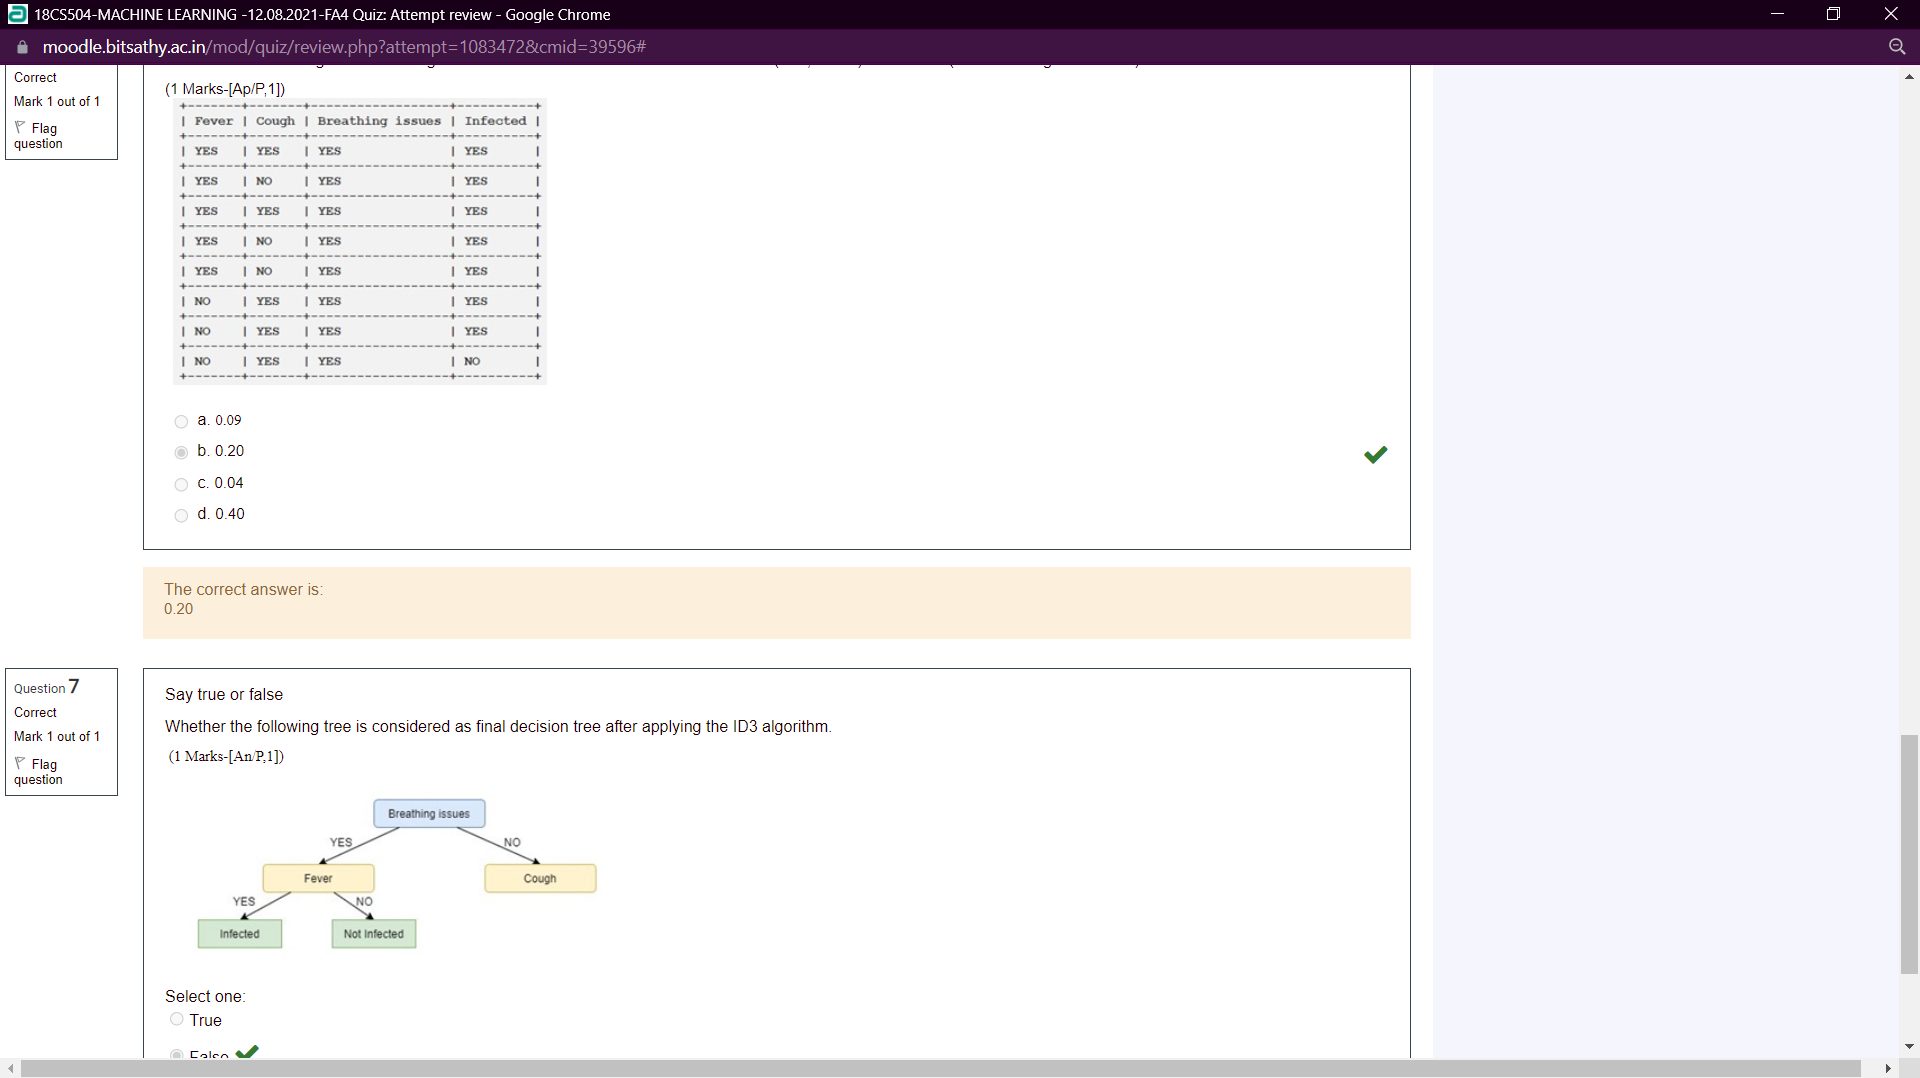 18CS504-MACHINE LEARNING -12.08.2021-FA4 Quiz: Attempt review - Google Chrome
moodle.bitsathy.ac.in/mod/quiz/review.php?attempt=1083472&cmid=39596#
Correct
Mark 1 out of 1
Flag
question
(1 Marks-[Ap/P,1])
| Fever | Cough | Breathing issues | Infected |
| YES | YES | YES | YES |
| YES | NO | YES | YES |
| YES | YES | YES | YES |
| YES | NO | YES | YES |
| YES | NO | YES | YES |
| NO | YES | YES | YES |
| NO | YES | YES | YES |
| NO | YES | YES | NO |
a. 0.09
b. 0.20
c. 0.04
d. 0.40
The correct answer is:
0.20
Question 7
Correct
Mark 1 out of 1
Flag
question
Say true or false
Whether the following tree is considered as final decision tree after applying the ID3 algorithm.
(1 Marks-[An/P,1])
Breathing issues
YES NO
Fever Cough
YES NO
Infected Not Infected
Select one:
True
False